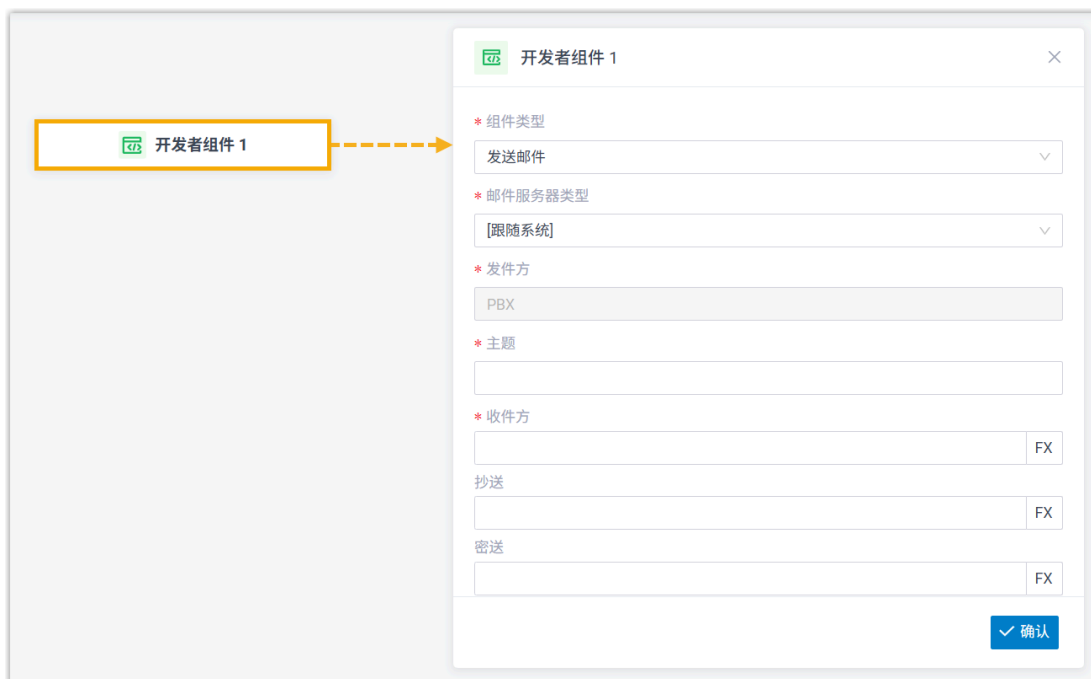 开发者组件 1
开发者组件 1
* 组件类型
发送邮件
* 邮件服务器类型
[跟随系统]
* 发件方
PBX
* 主题
* 收件方
FX
抄送
FX
密送
FX
确认